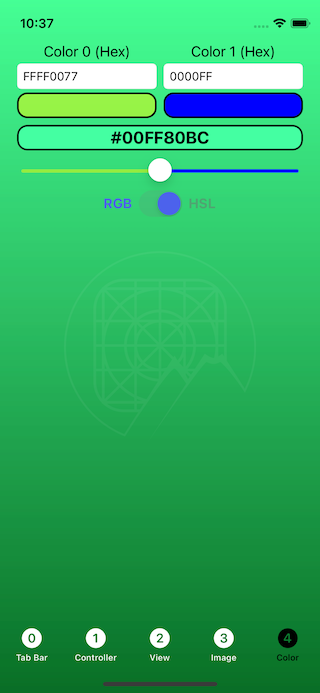 10:37
Color 0 (Hex) Color 1 (Hex)
FFFF0077 0000FF
#00FF80BC
RGB HSL
0 1 2 3 4
Tab Bar Controller View Image Color